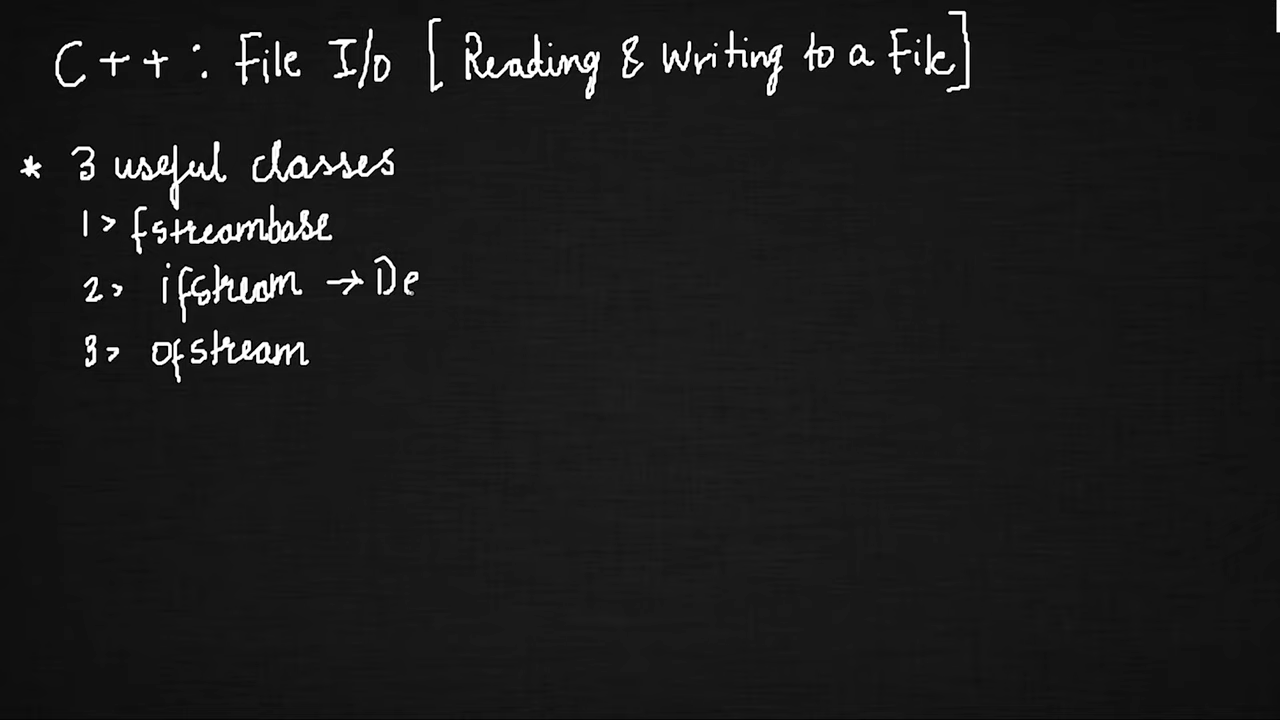 C++ : File I/O [Reading & Writing to a File]
* 3 useful classes
1> fstreambase
2> ifstream → De
3> ofstream